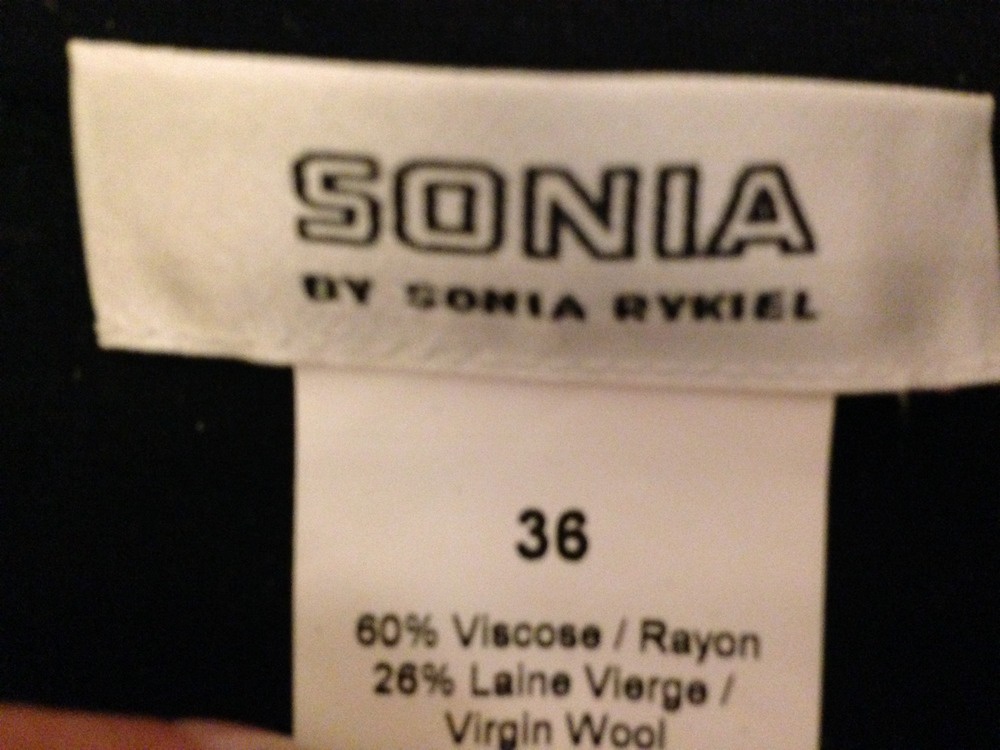 SONIA
BY SONIA RYKIEL
36
60% Viscose / Rayon
26% Laine Vierge /
Virgin Wool